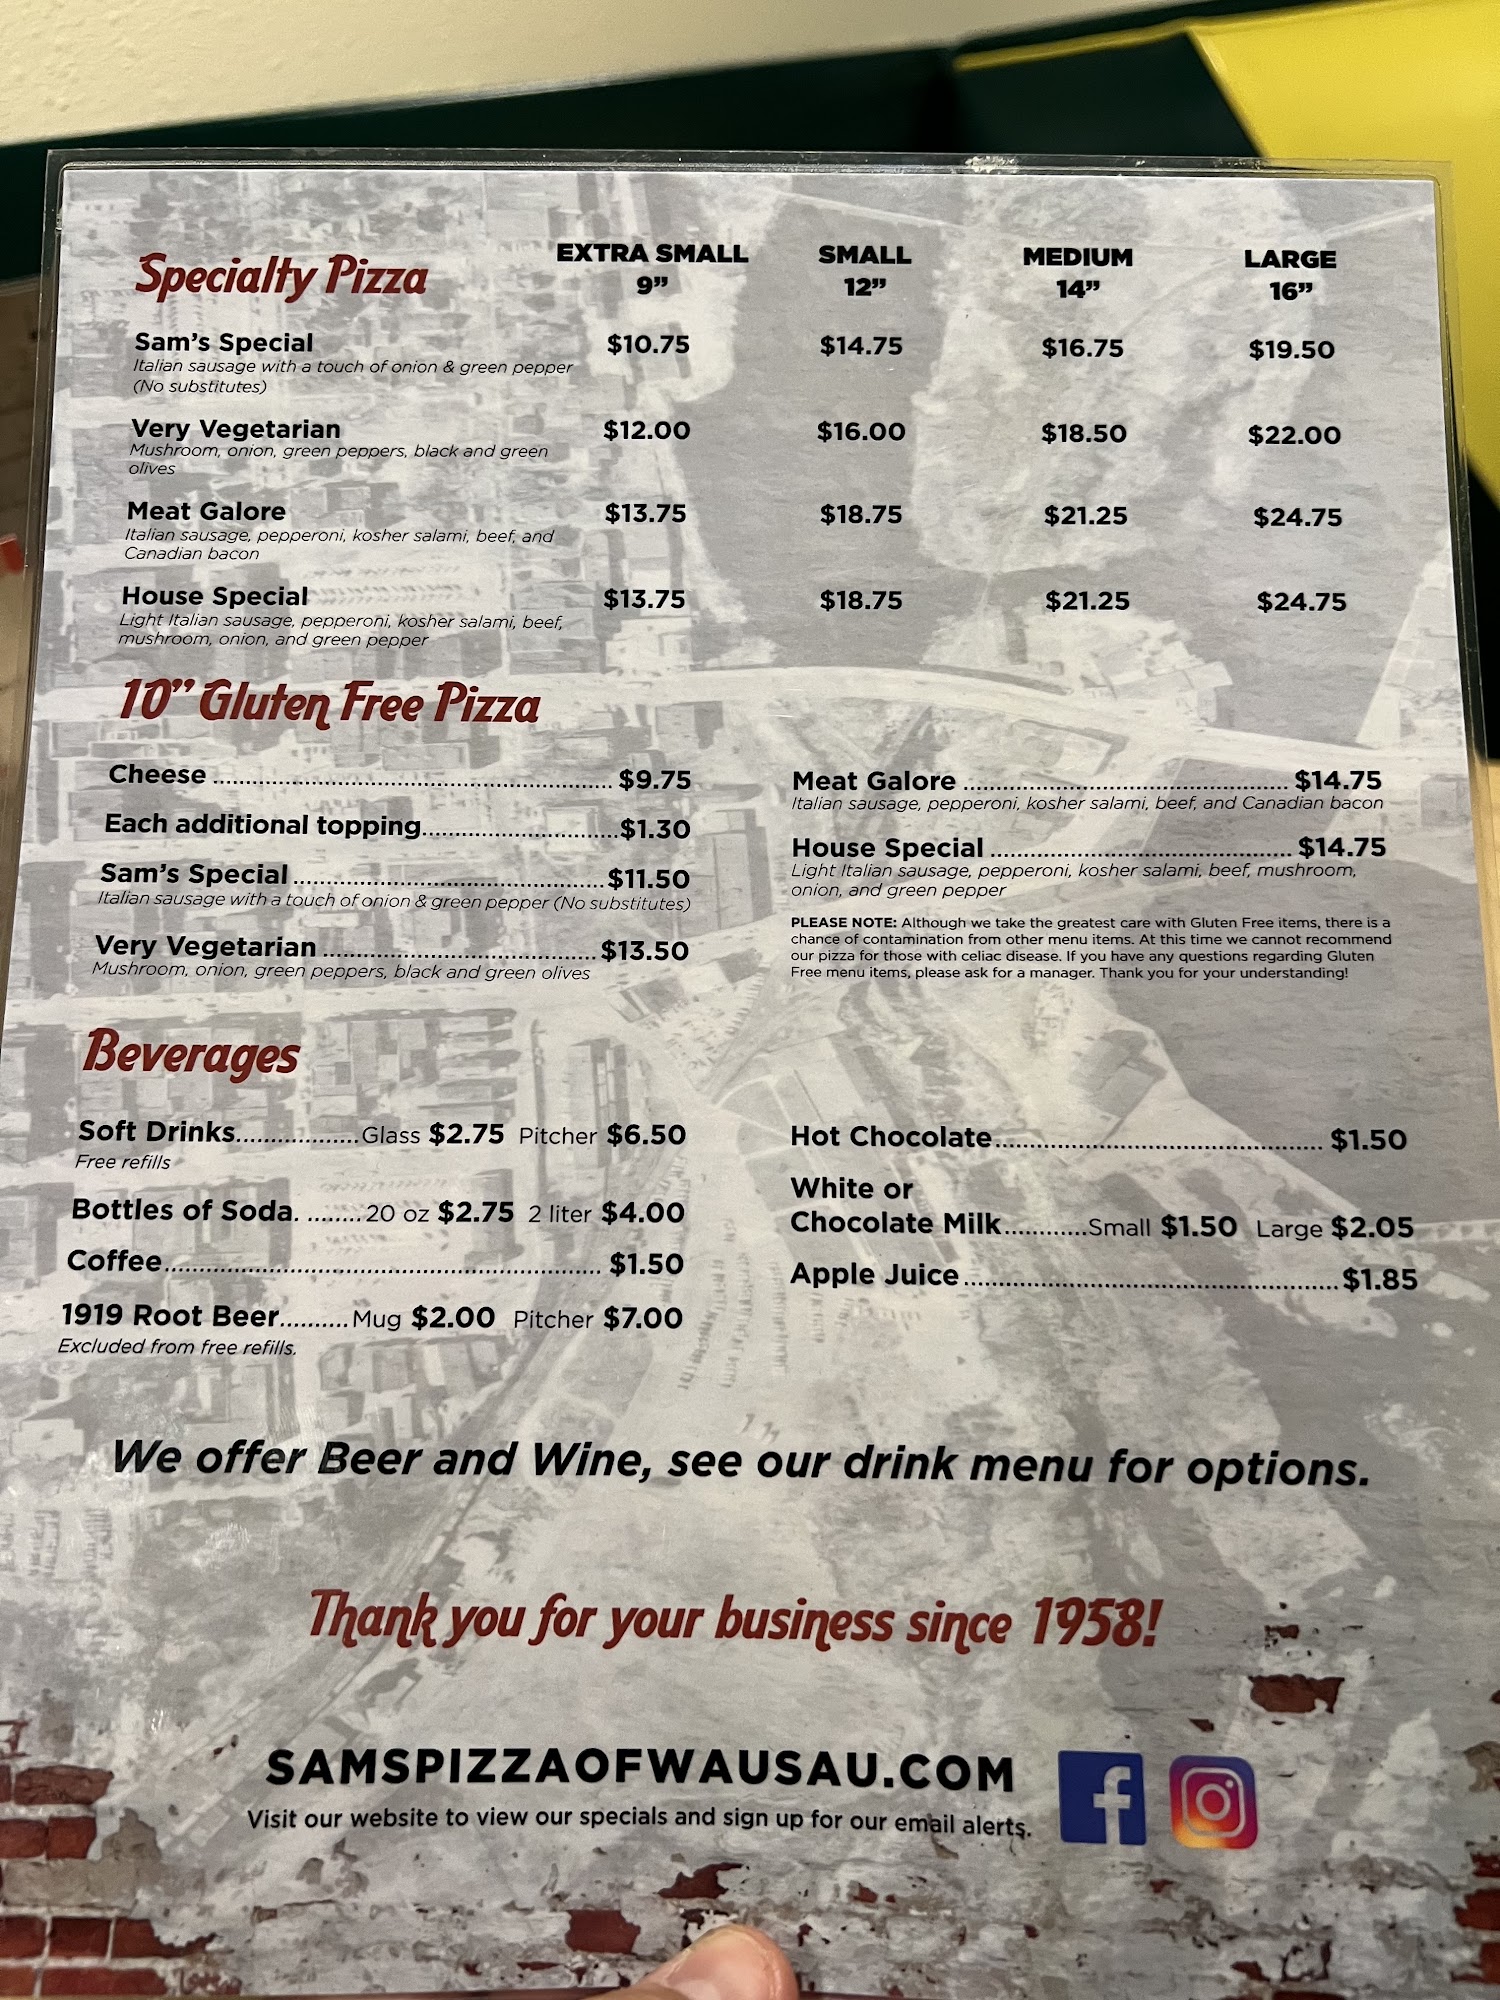 Specialty Pizza
EXTRA SMALL SMALL MEDIUM LARGE
9” 12” 14” 16”
Sam’s Special $10.75 $14.75 $16.75 $19.50
Italian sausage with a touch of onion & green pepper
(No substitutes)
Very Vegetarian $12.00 $16.00 $18.50 $22.00
Mushroom, onion, green peppers, black and green
olives
Meat Galore $13.75 $18.75 $21.25 $24.75
Italian sausage, pepperoni, kosher salami, beef, and
Canadian bacon
House Special $13.75 $18.75 $21.25 $24.75
Light Italian sausage, pepperoni, kosher salami, beef,
mushroom, onion, and green pepper
10” Gluten Free Pizza
Cheese ........ $9.75
Each additional topping........$1.30
Sam’s Special ........ $11.50
Italian sausage with a touch of onion & green pepper (No substitutes)
Very Vegetarian ........ $13.50
Mushroom, onion, green peppers, black and green olives
Meat Galore ........ $14.75
Italian sausage, pepperoni, kosher salami, beef, and Canadian bacon
House Special ........ $14.75
Light Italian sausage, pepperoni, kosher salami, beef, mushroom,
onion, and green pepper
PLEASE NOTE: Although we take the greatest care with Gluten Free items, there is a
chance of contamination from other menu items. At this time we cannot recommend
our pizza for those with celiac disease. If you have any questions regarding Gluten
Free menu items, please ask for a manager. Thank you for your understanding!
Beverages
Soft Drinks........Glass $2.75 Pitcher $6.50
Free refills
Bottles of Soda. ........20 oz $2.75 2 liter $4.00
Coffee........ $1.50
1919 Root Beer........Mug $2.00 Pitcher $7.00
Excluded from free refills.
Hot Chocolate........ $1.50
White or
Chocolate Milk........Small $1.50 Large $2.05
Apple Juice ........ $1.85
We offer Beer and Wine, see our drink menu for options.
Thank you for your business since 1958!
SAMSPIZZAOFWAUSAU.COM
Visit our website to view our specials and sign up for our email alerts.